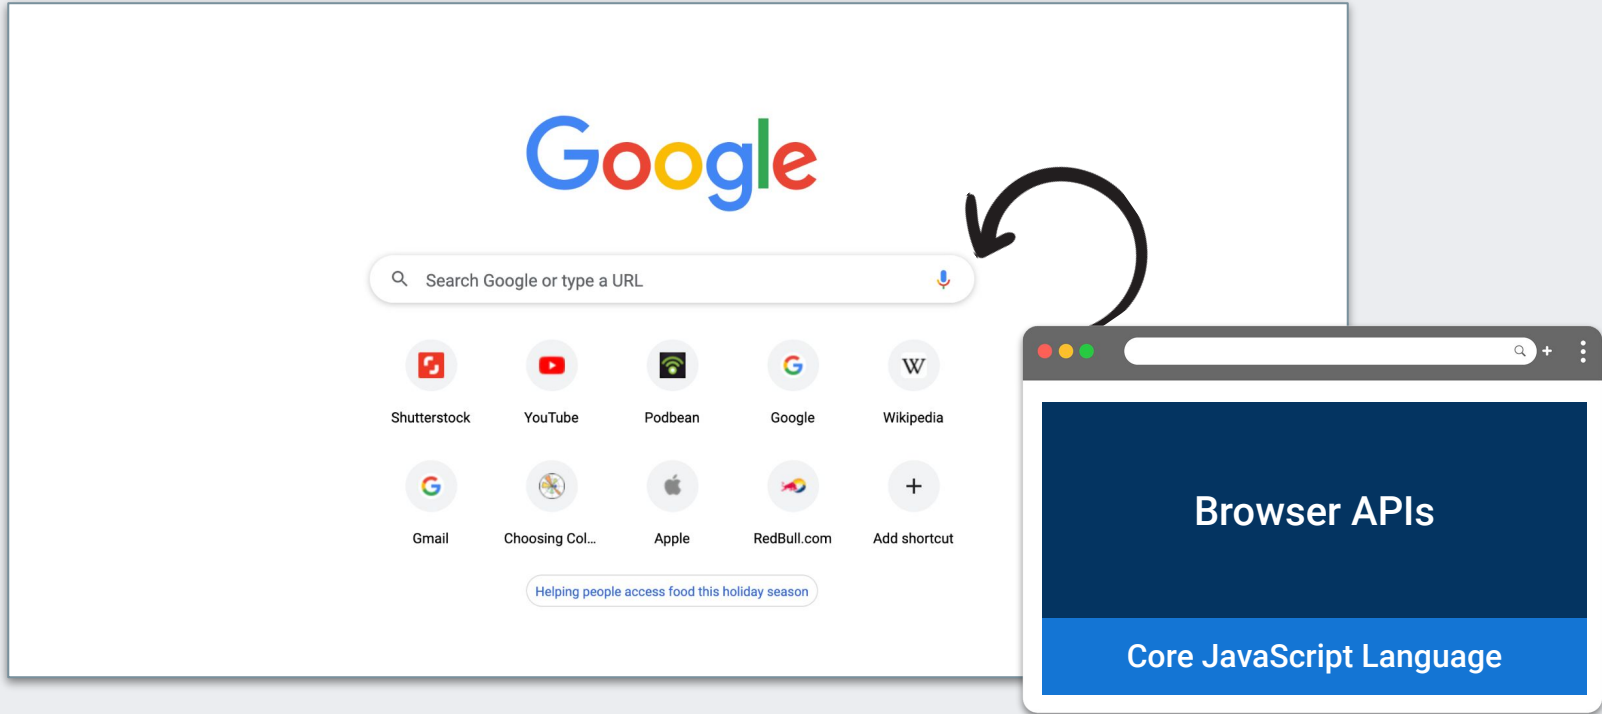 Google
Search Google or type a URL
Shutterstock
YouTube
Podbean
Google
Wikipedia
Gmail
Choosing Col...
Apple
RedBull.com
Add shortcut
Helping people access food this holiday season
Browser APIs
Core JavaScript Language